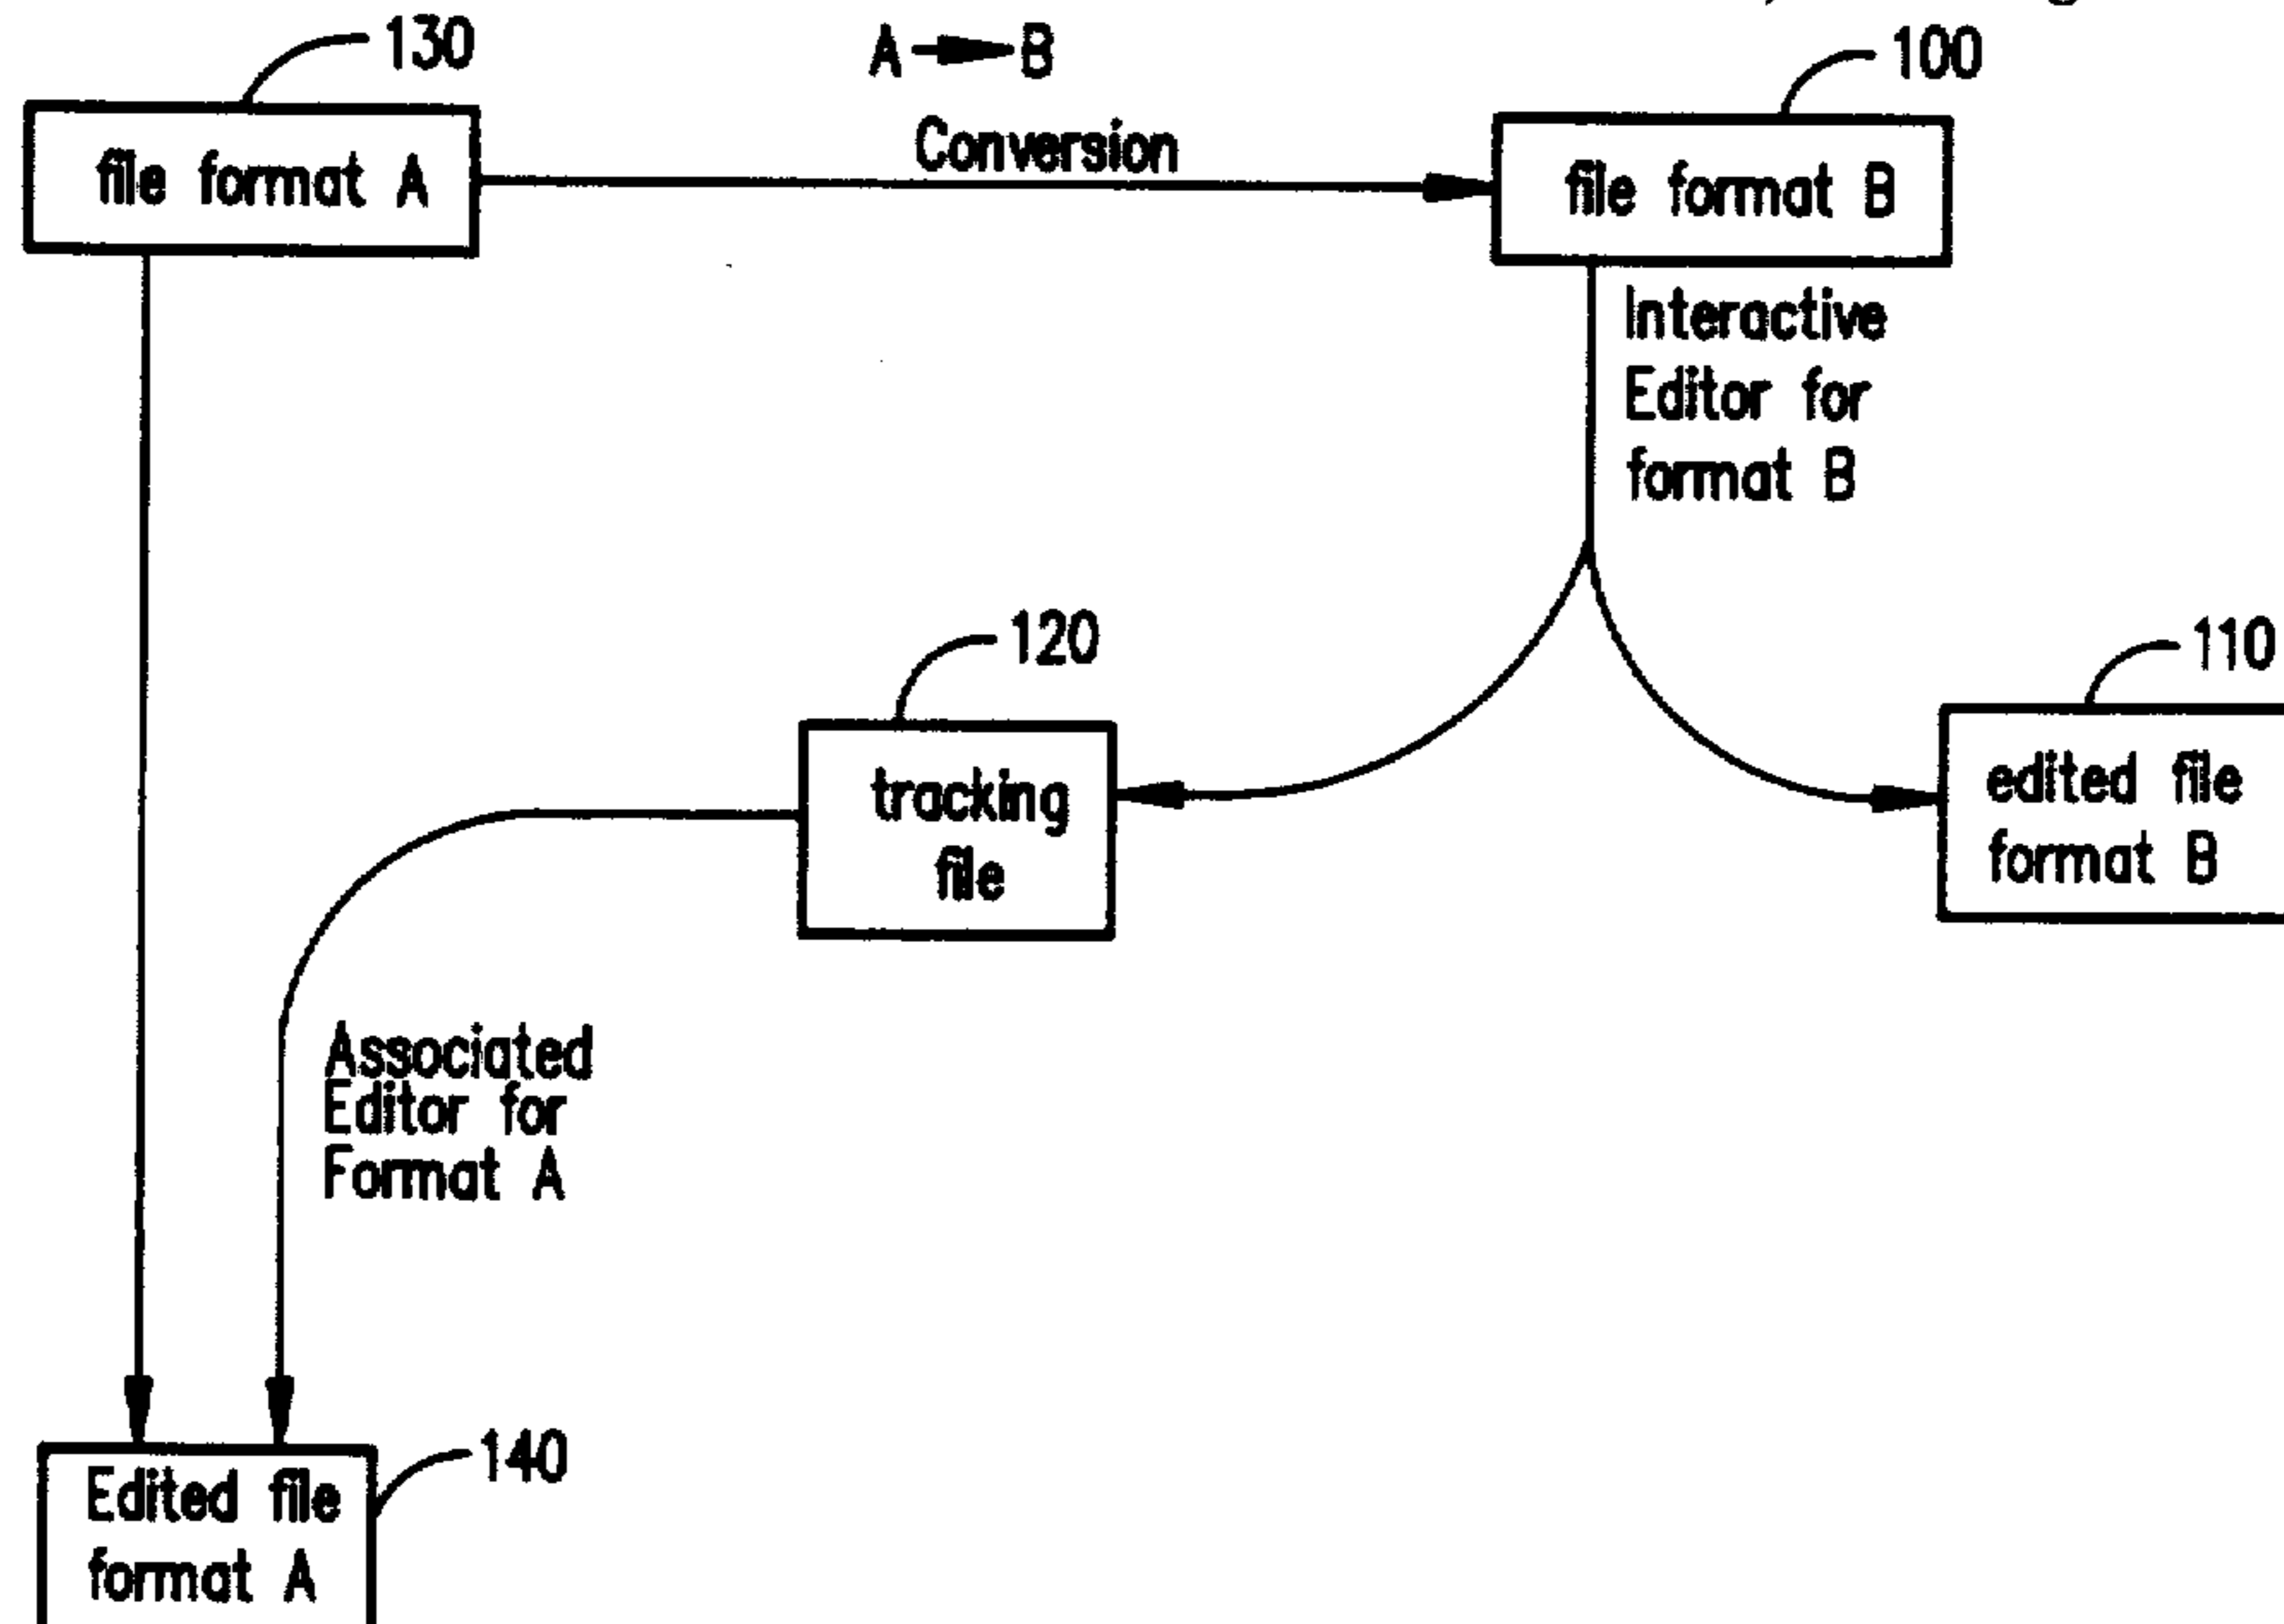 130
A → B
100
file format A
Conversion
file format B
Interactive
Editor for
format B
120
110
tracking
file
edited file
format B
Associated
Editor for
Format A
140
Edited file
format A